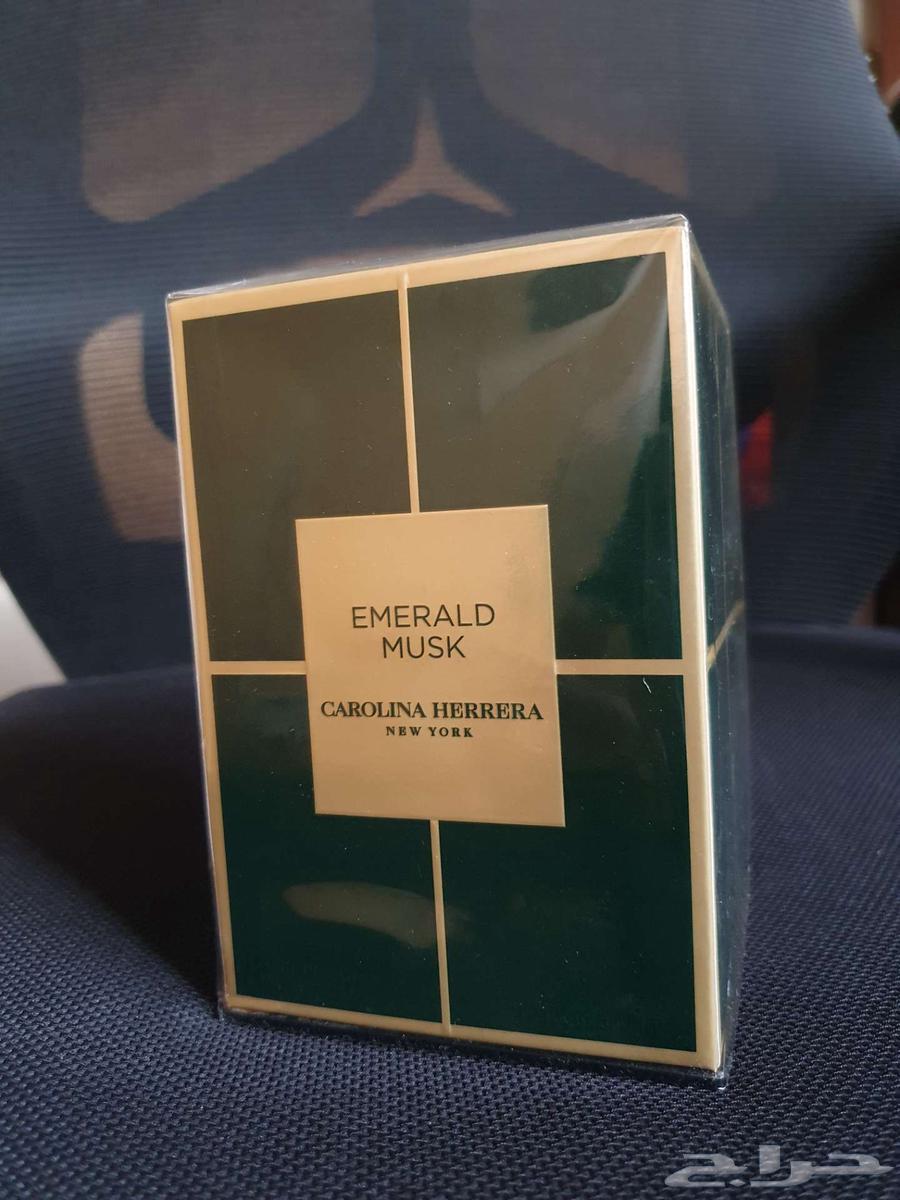 EMERALD
MUSK
CAROLINA HERRERA
NEW YORK
حراج